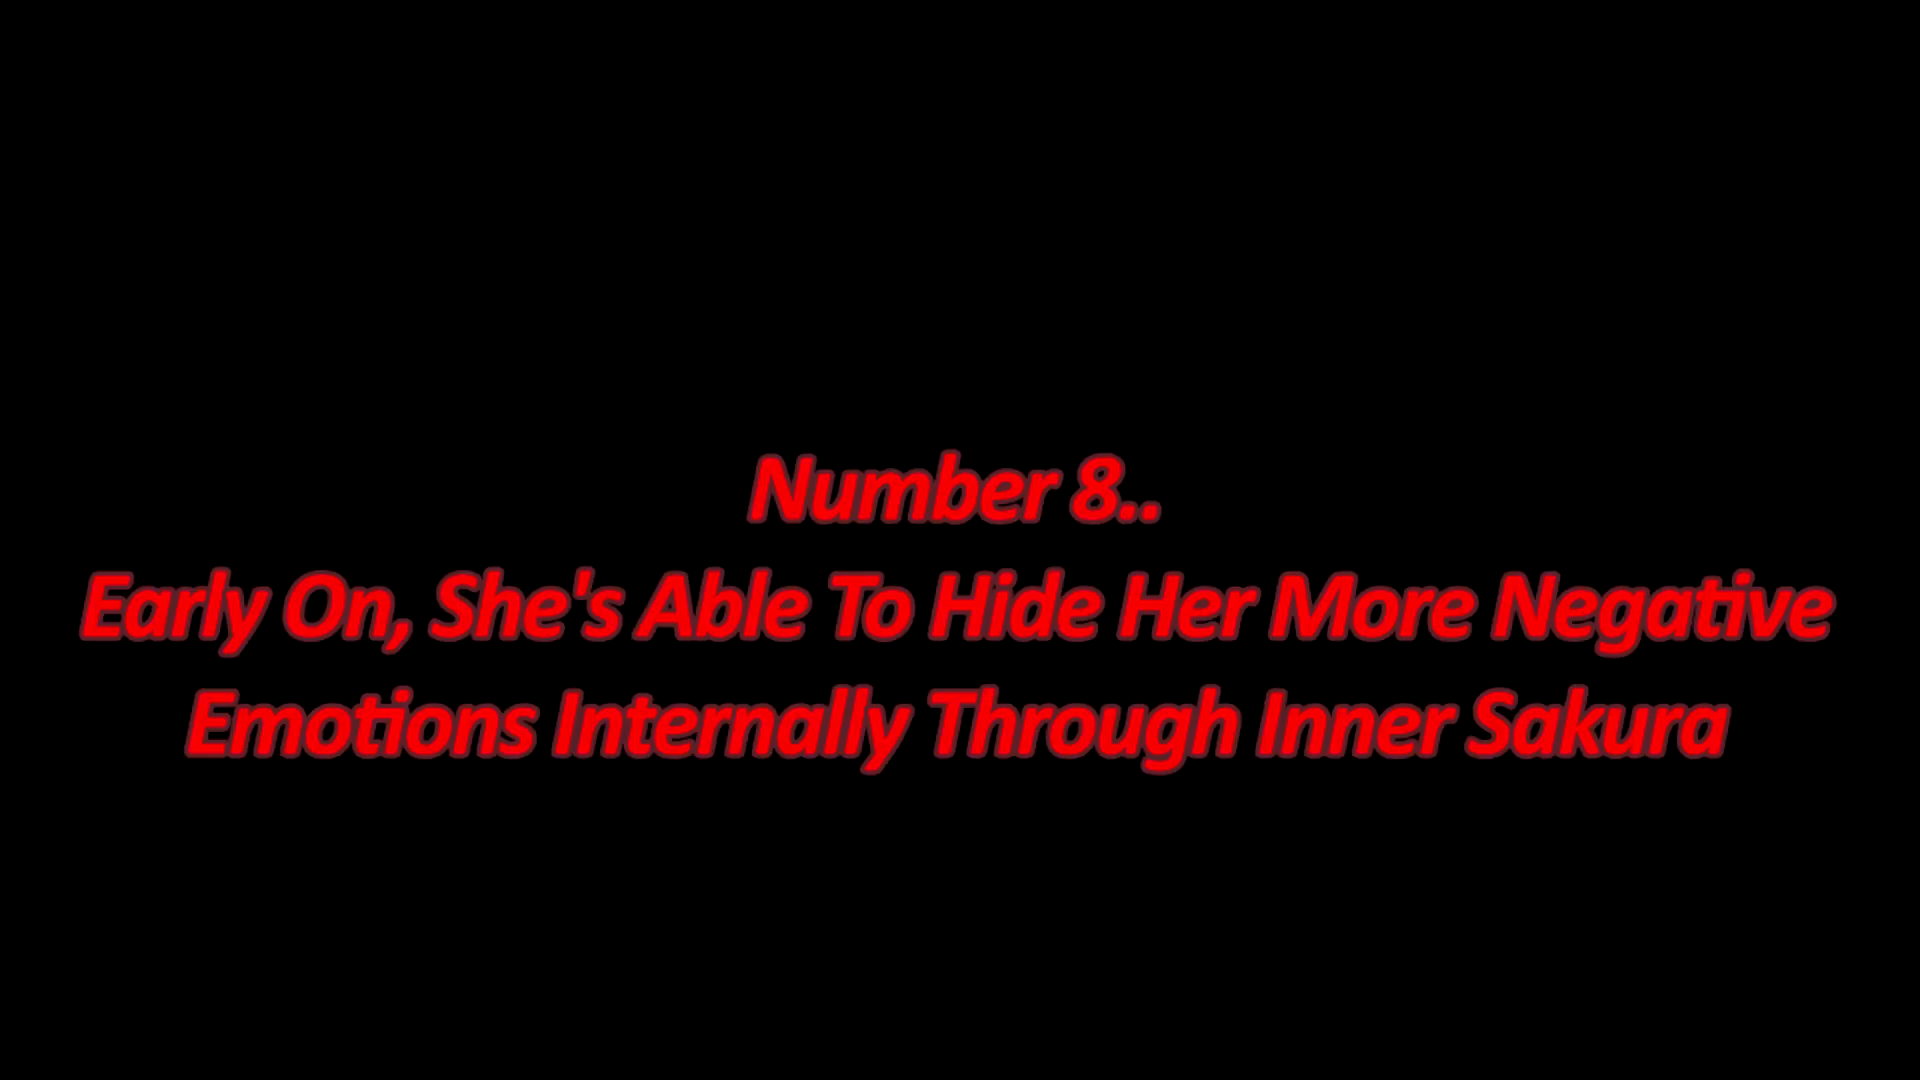 Number 8..
Early On, She's Able To Hide Her More Negative
Emotions Internally Through Inner Sakura